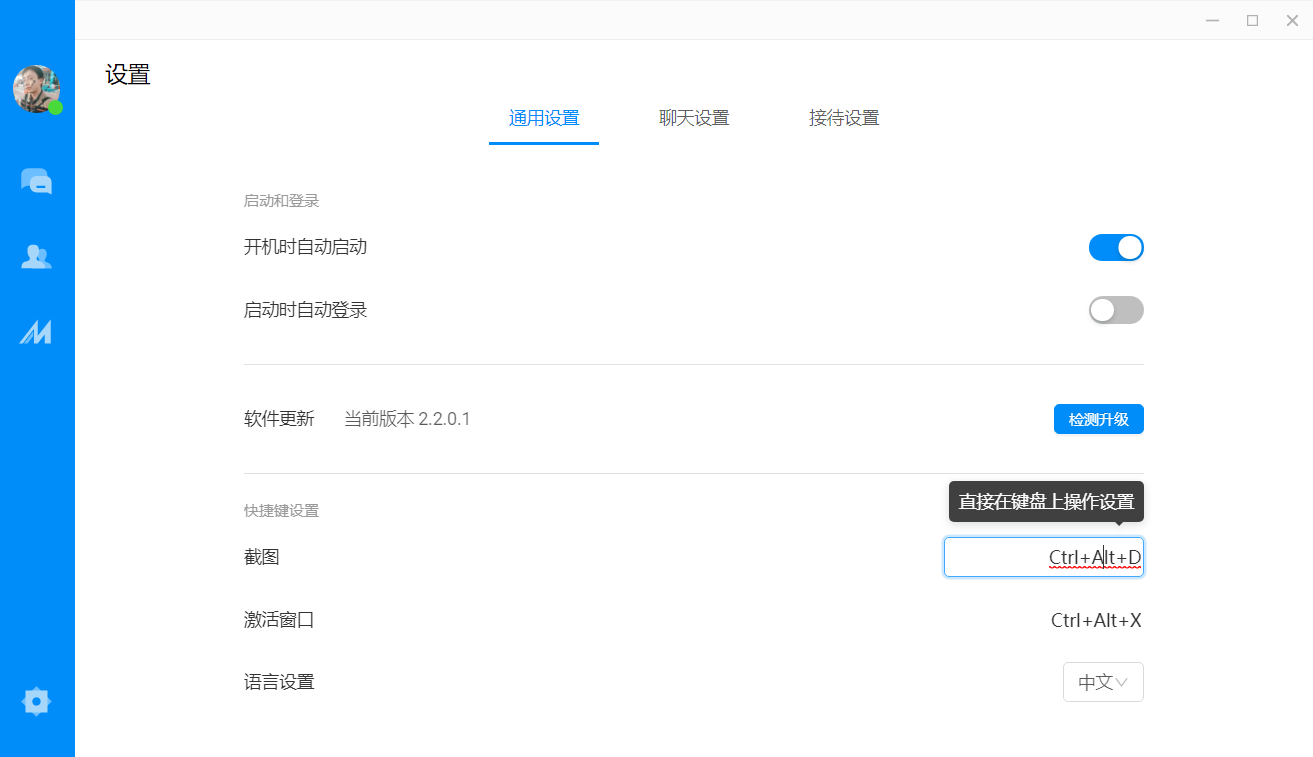 设置
通用设置 聊天设置 接待设置
启动和登录
开机时自动启动
启动时自动登录
软件更新 当前版本 2.2.0.1 检测升级
直接在键盘上操作设置
快捷键设置
截图 Ctrl+Alt+D
激活窗口 Ctrl+Alt+X
语言设置 中文